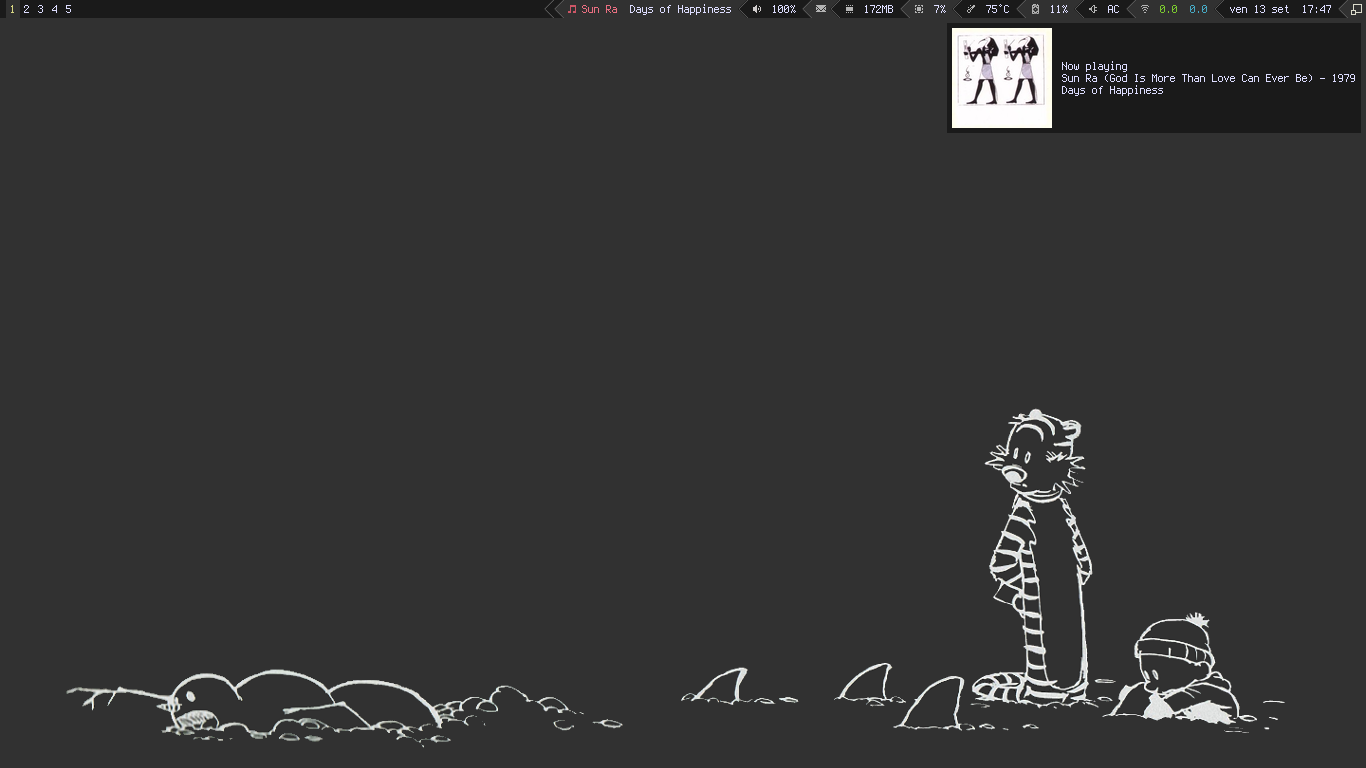 1 2 3 4 5 Sun Ra Days of Happiness 100% 172MB 7% 75°C 11% AC 0.0 0.0 ven 13 set 17:47
Now playing
Sun Ra (God Is More Than Love Can Ever Be) - 1979
Days of Happiness